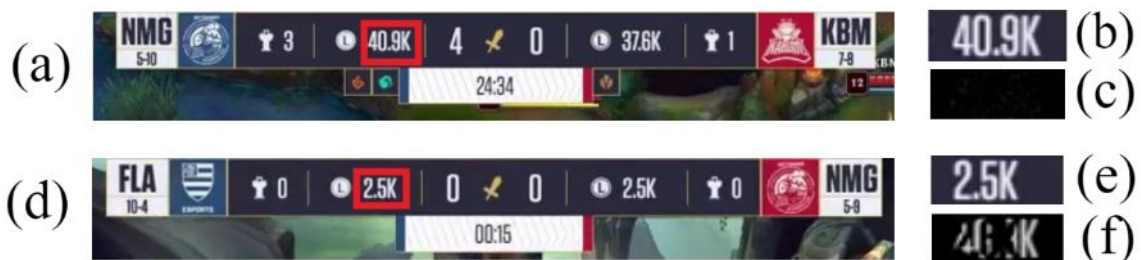 (a)
NMG
5-10
3
40.9K
4
0
37.6K
1
KBM
7-8
24:34
12
40.9K
(b)
(c)
(d)
FLA
10-4
ESPORTS
0
2.5K
0
0
2.5K
0
NMG
5-9
00:15
2.5K
(e)
(f)